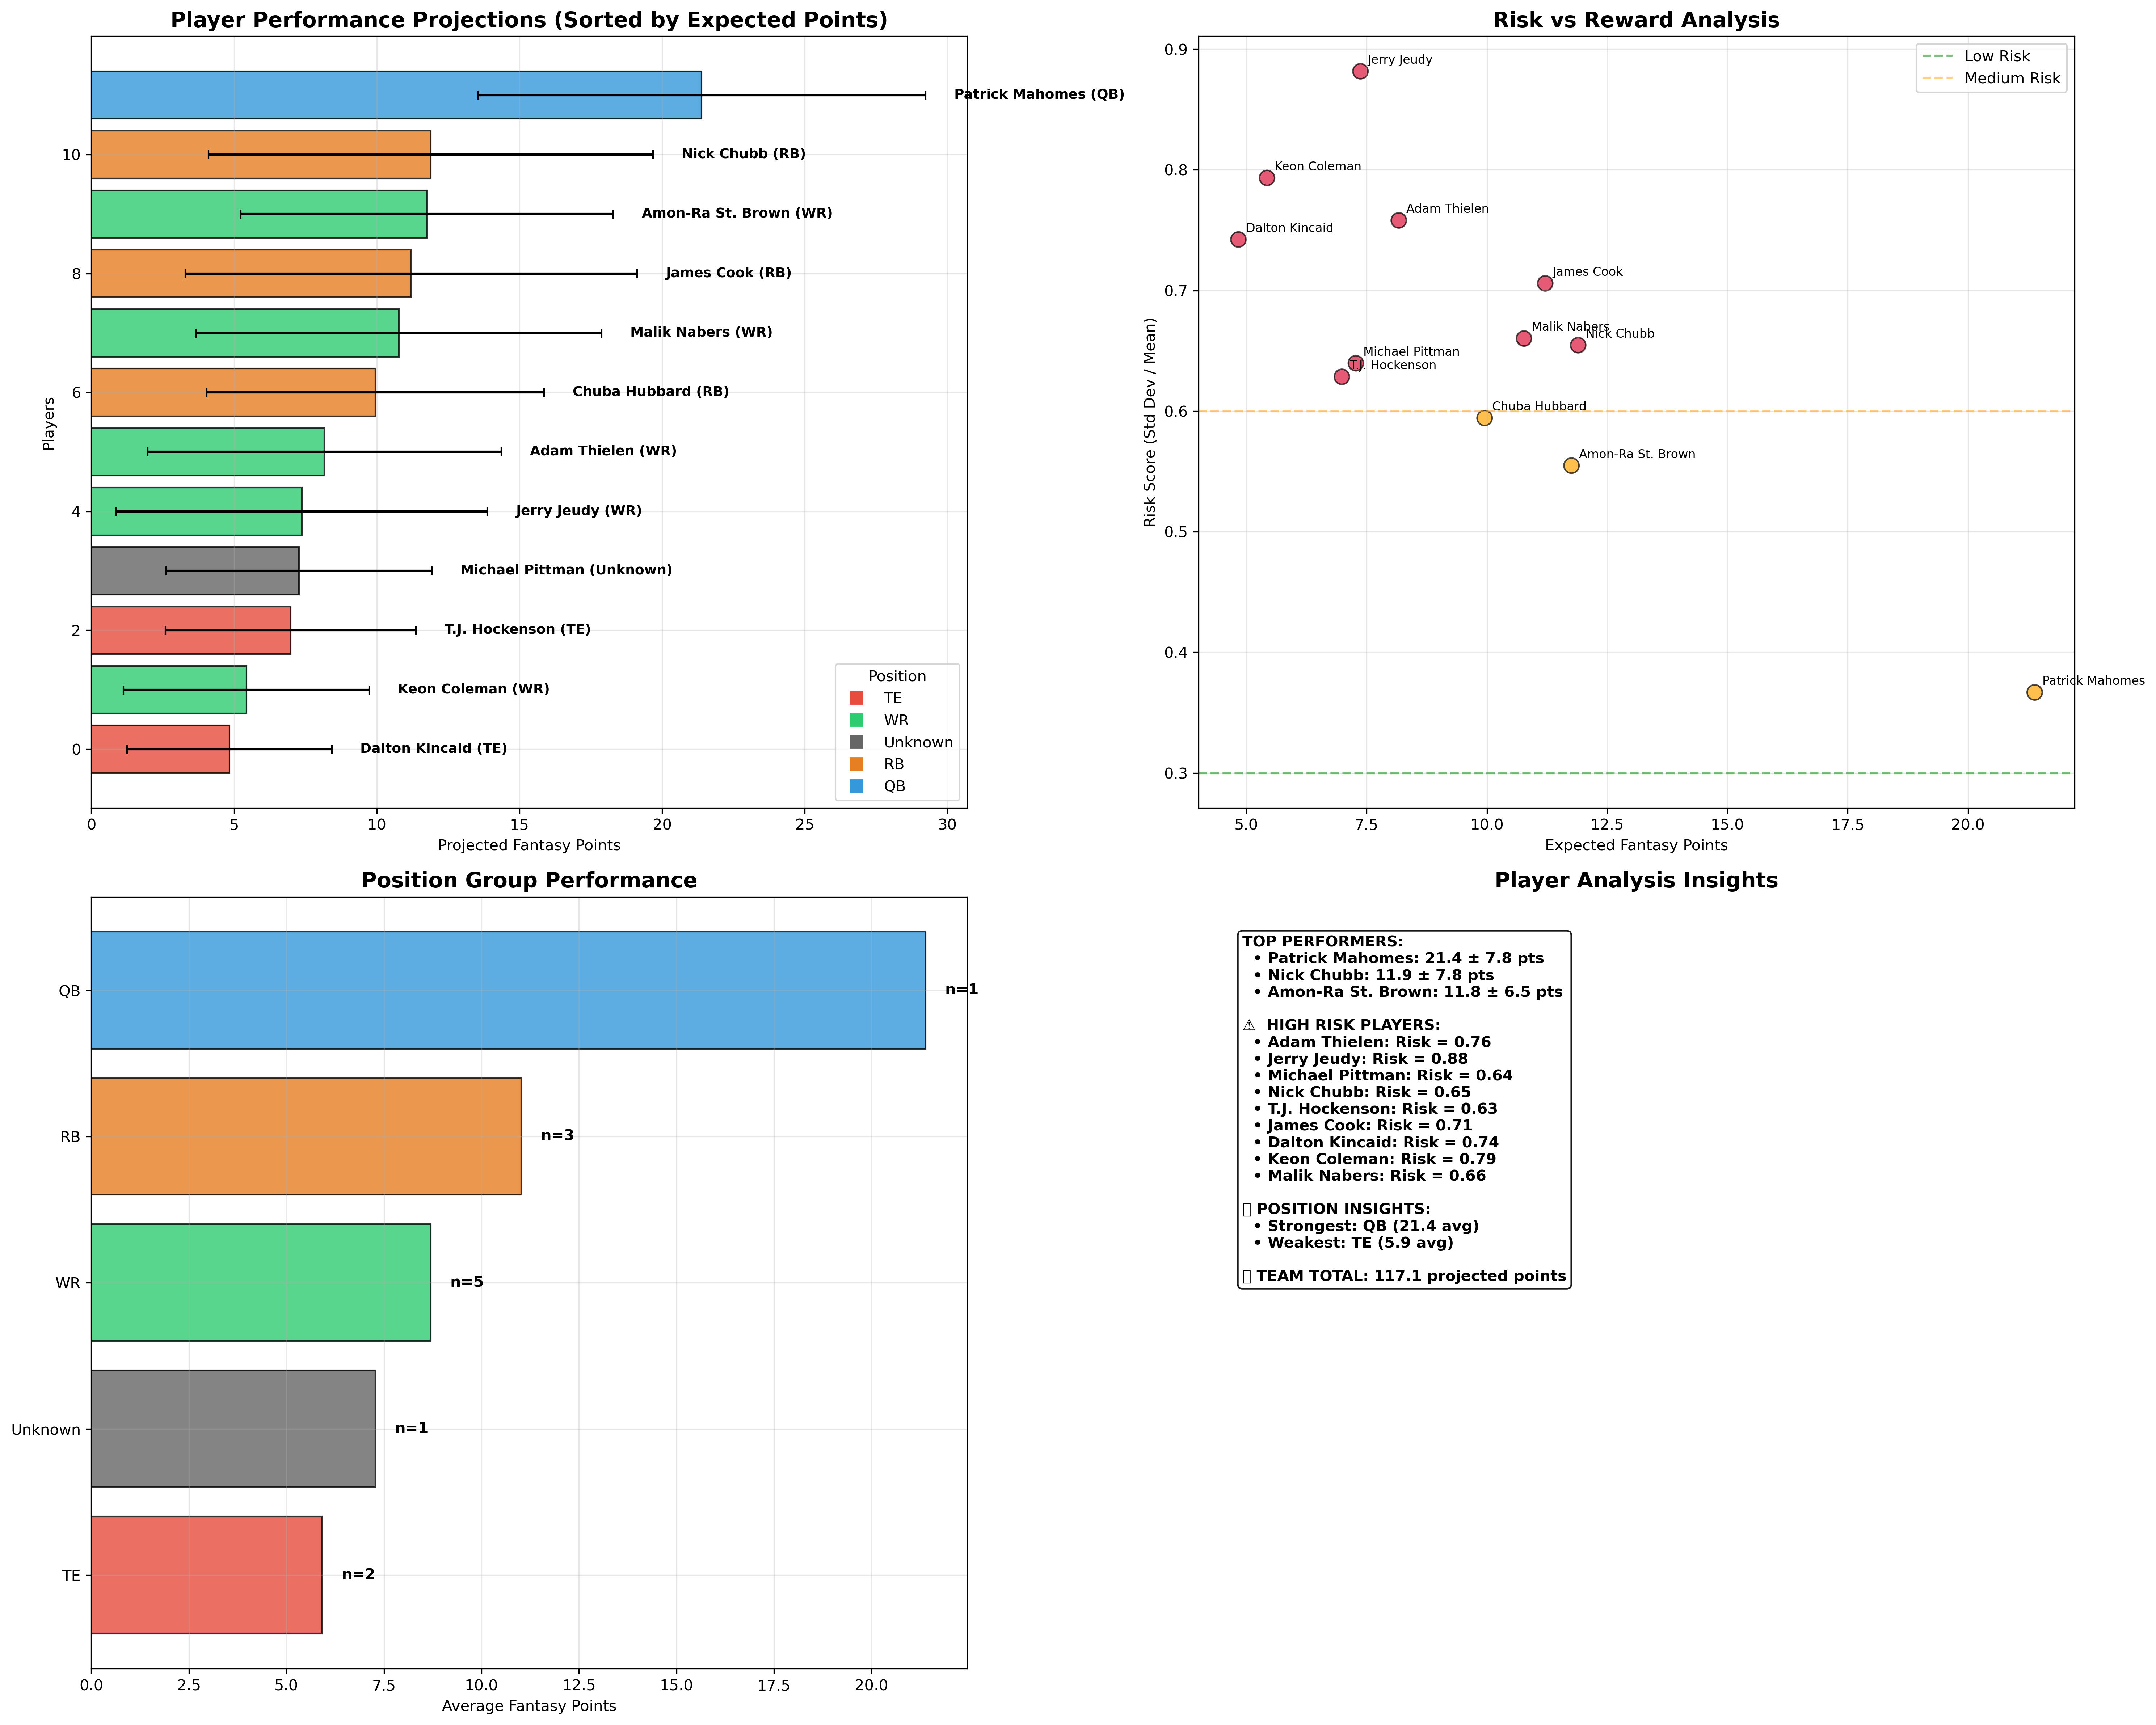 Player Performance Projections (Sorted by Expected Points)
Patrick Mahomes (QB)
Nick Chubb (RB)
Amon-Ra St. Brown (WR)
James Cook (RB)
Malik Nabers (WR)
Chuba Hubbard (RB)
Adam Thielen (WR)
Jerry Jeudy (WR)
Michael Pittman (Unknown)
T.J. Hockenson (TE)
Keon Coleman (WR)
Dalton Kincaid (TE)
10
8
6
4
2
0
Players
Position
TE
WR
Unknown
RB
QB
0 5 10 15 20 25 30
Projected Fantasy Points
Risk vs Reward Analysis
Low Risk
Medium Risk
Jerry Jeudy
Keon Coleman
Adam Thielen
Dalton Kincaid
James Cook
Malik Nabers
Nick Chubb
Michael Pittman
T.J. Hockenson
Chuba Hubbard
Amon-Ra St. Brown
Patrick Mahomes
0.9
0.8
0.7
0.6
0.5
0.4
0.3
Risk Score (Std Dev / Mean)
5.0 7.5 10.0 12.5 15.0 17.5 20.0
Expected Fantasy Points
Position Group Performance
QB
n=1
RB
n=3
WR
n=5
Unknown
n=1
TE
n=2
0.0 2.5 5.0 7.5 10.0 12.5 15.0 17.5 20.0
Average Fantasy Points
Player Analysis Insights
TOP PERFORMERS:
• Patrick Mahomes: 21.4 ± 7.8 pts
• Nick Chubb: 11.9 ± 7.8 pts
• Amon-Ra St. Brown: 11.8 ± 6.5 pts
⚠ HIGH RISK PLAYERS:
• Adam Thielen: Risk = 0.76
• Jerry Jeudy: Risk = 0.88
• Michael Pittman: Risk = 0.64
• Nick Chubb: Risk = 0.65
• T.J. Hockenson: Risk = 0.63
• James Cook: Risk = 0.71
• Dalton Kincaid: Risk = 0.74
• Keon Coleman: Risk = 0.79
• Malik Nabers: Risk = 0.66
POSITION INSIGHTS:
• Strongest: QB (21.4 avg)
• Weakest: TE (5.9 avg)
TEAM TOTAL: 117.1 projected points